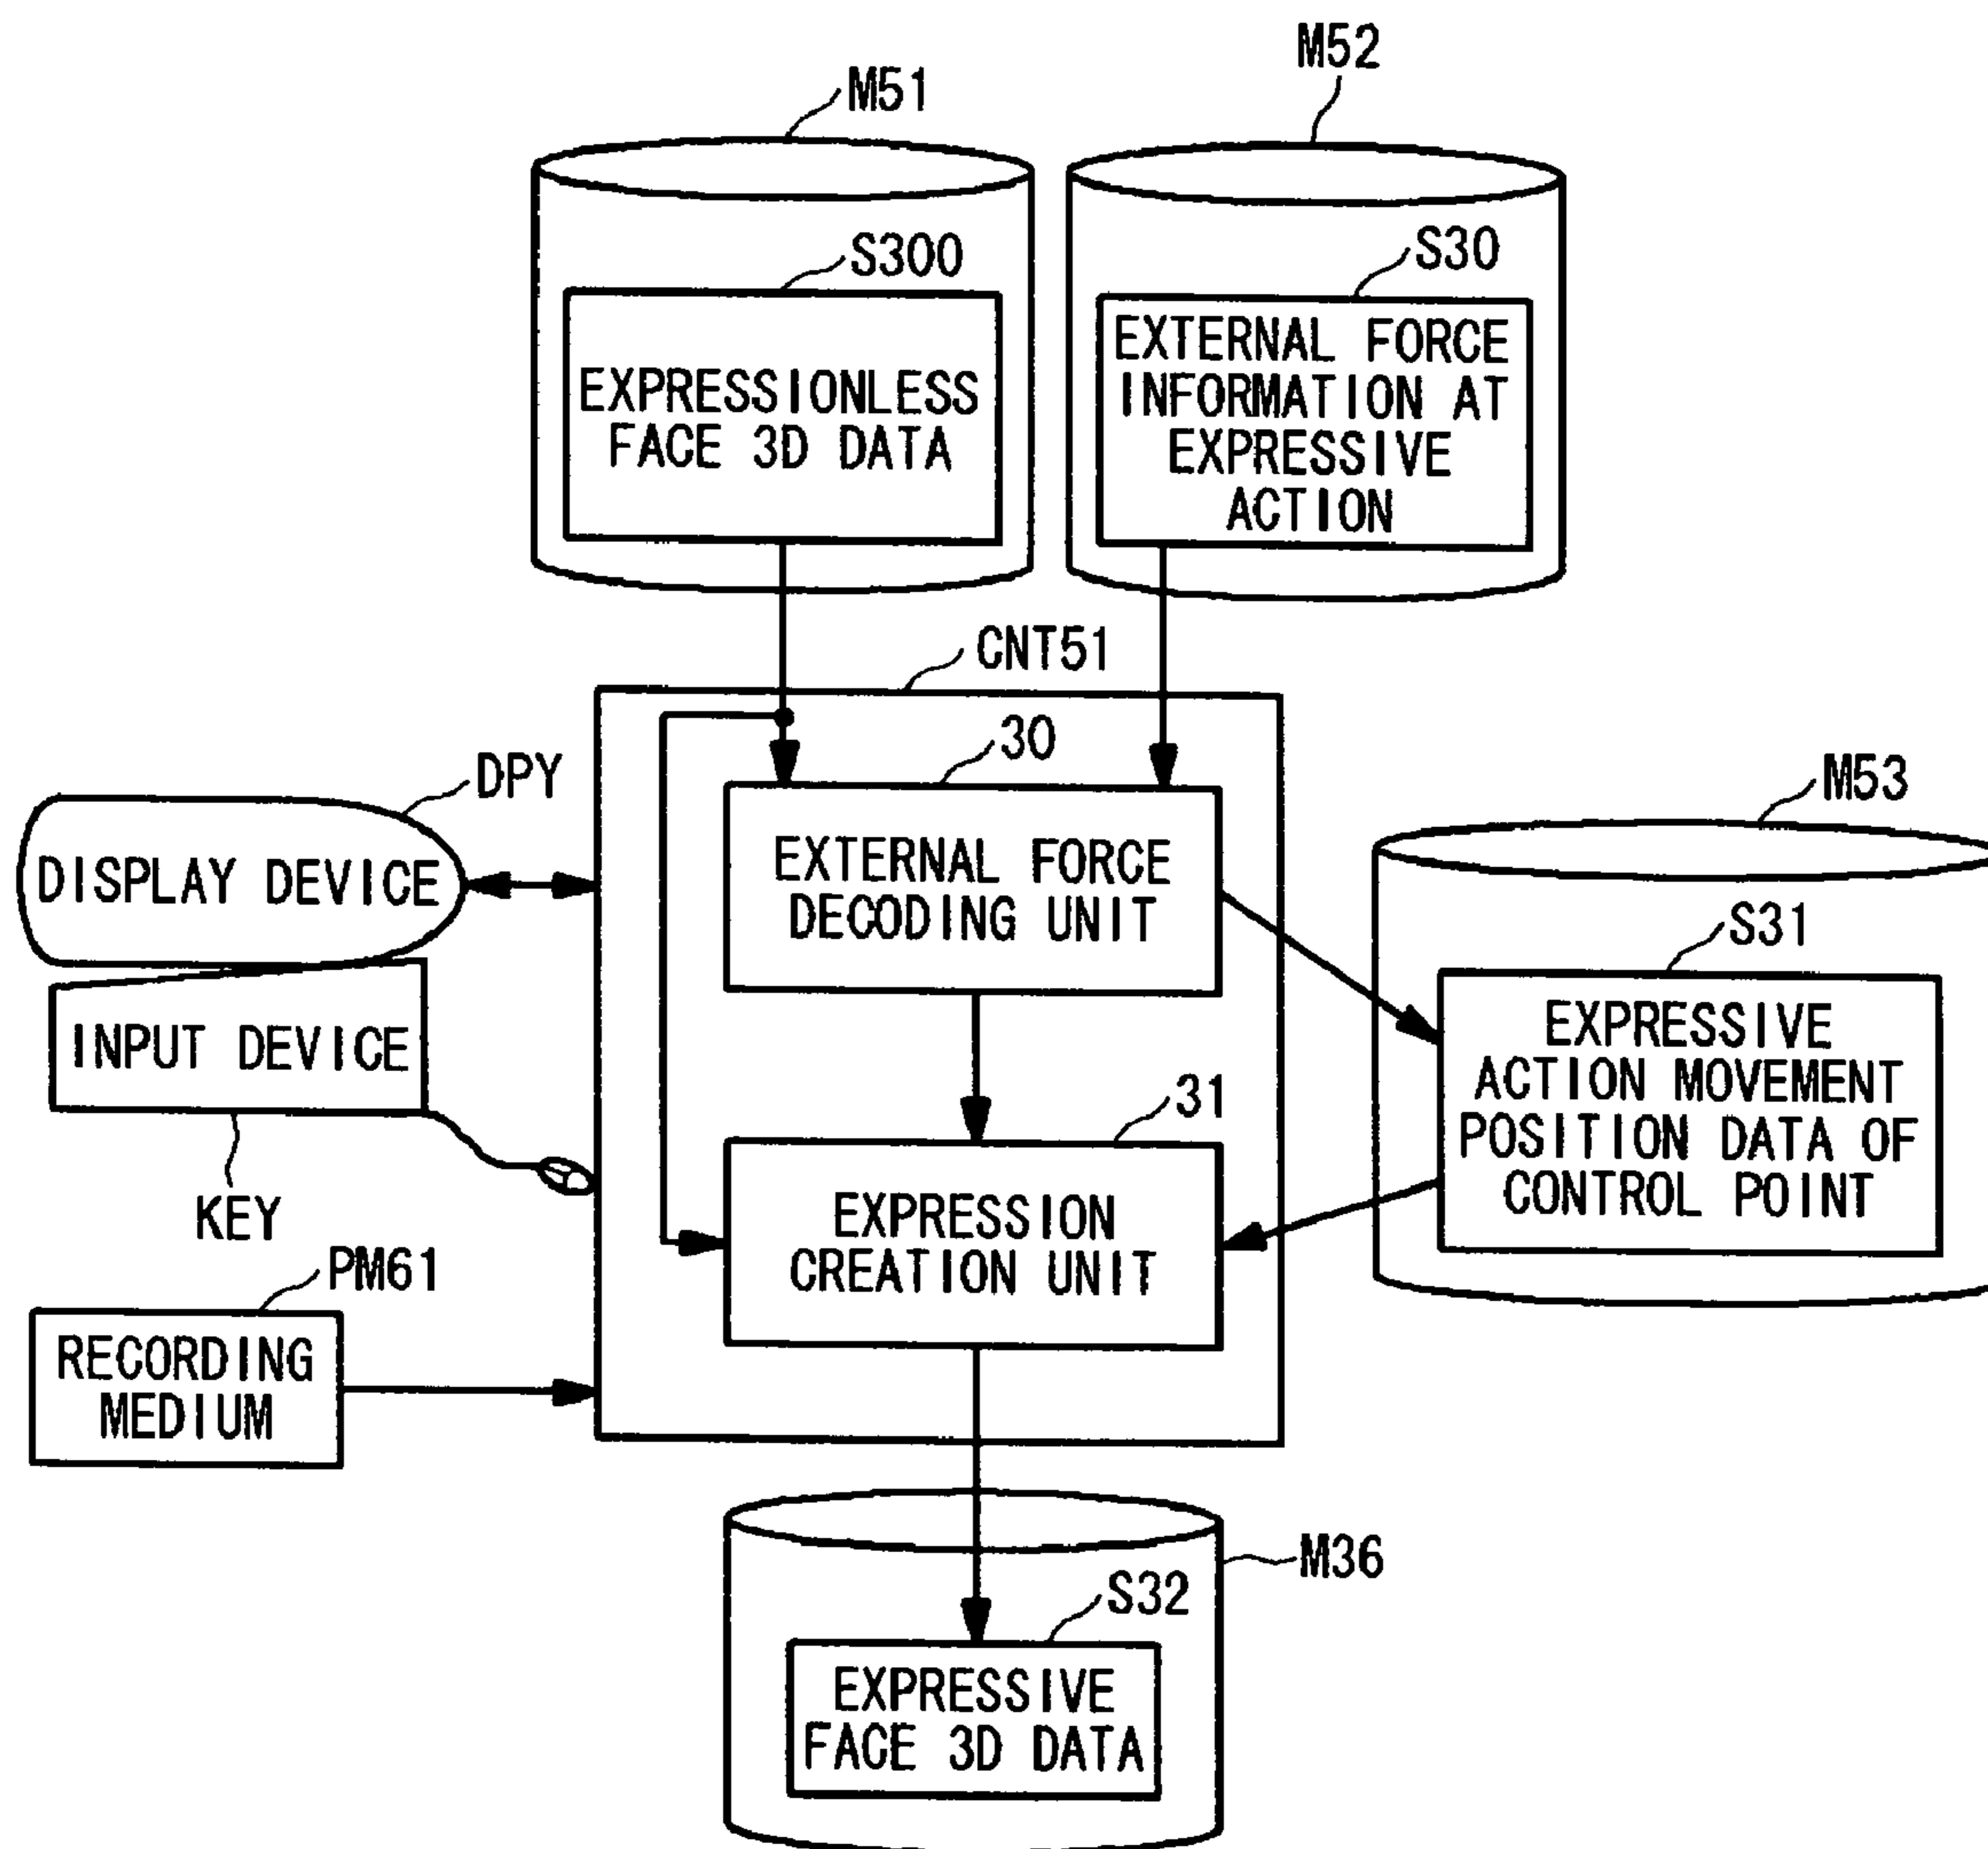 M51
M52
S300
S30
EXPRESSIONLESS
FACE 3D DATA
EXTERNAL FORCE
INFORMATION AT
EXPRESSIVE
ACTION
CNT51
30
DPY
M53
DISPLAY DEVICE
EXTERNAL FORCE
DECODING UNIT
S31
INPUT DEVICE
EXPRESSIVE
ACTION MOVEMENT
POSITION DATA OF
CONTROL POINT
31
KEY
EXPRESSION
CREATION UNIT
PM61
RECORDING
MEDIUM
M36
S32
EXPRESSIVE
FACE 3D DATA